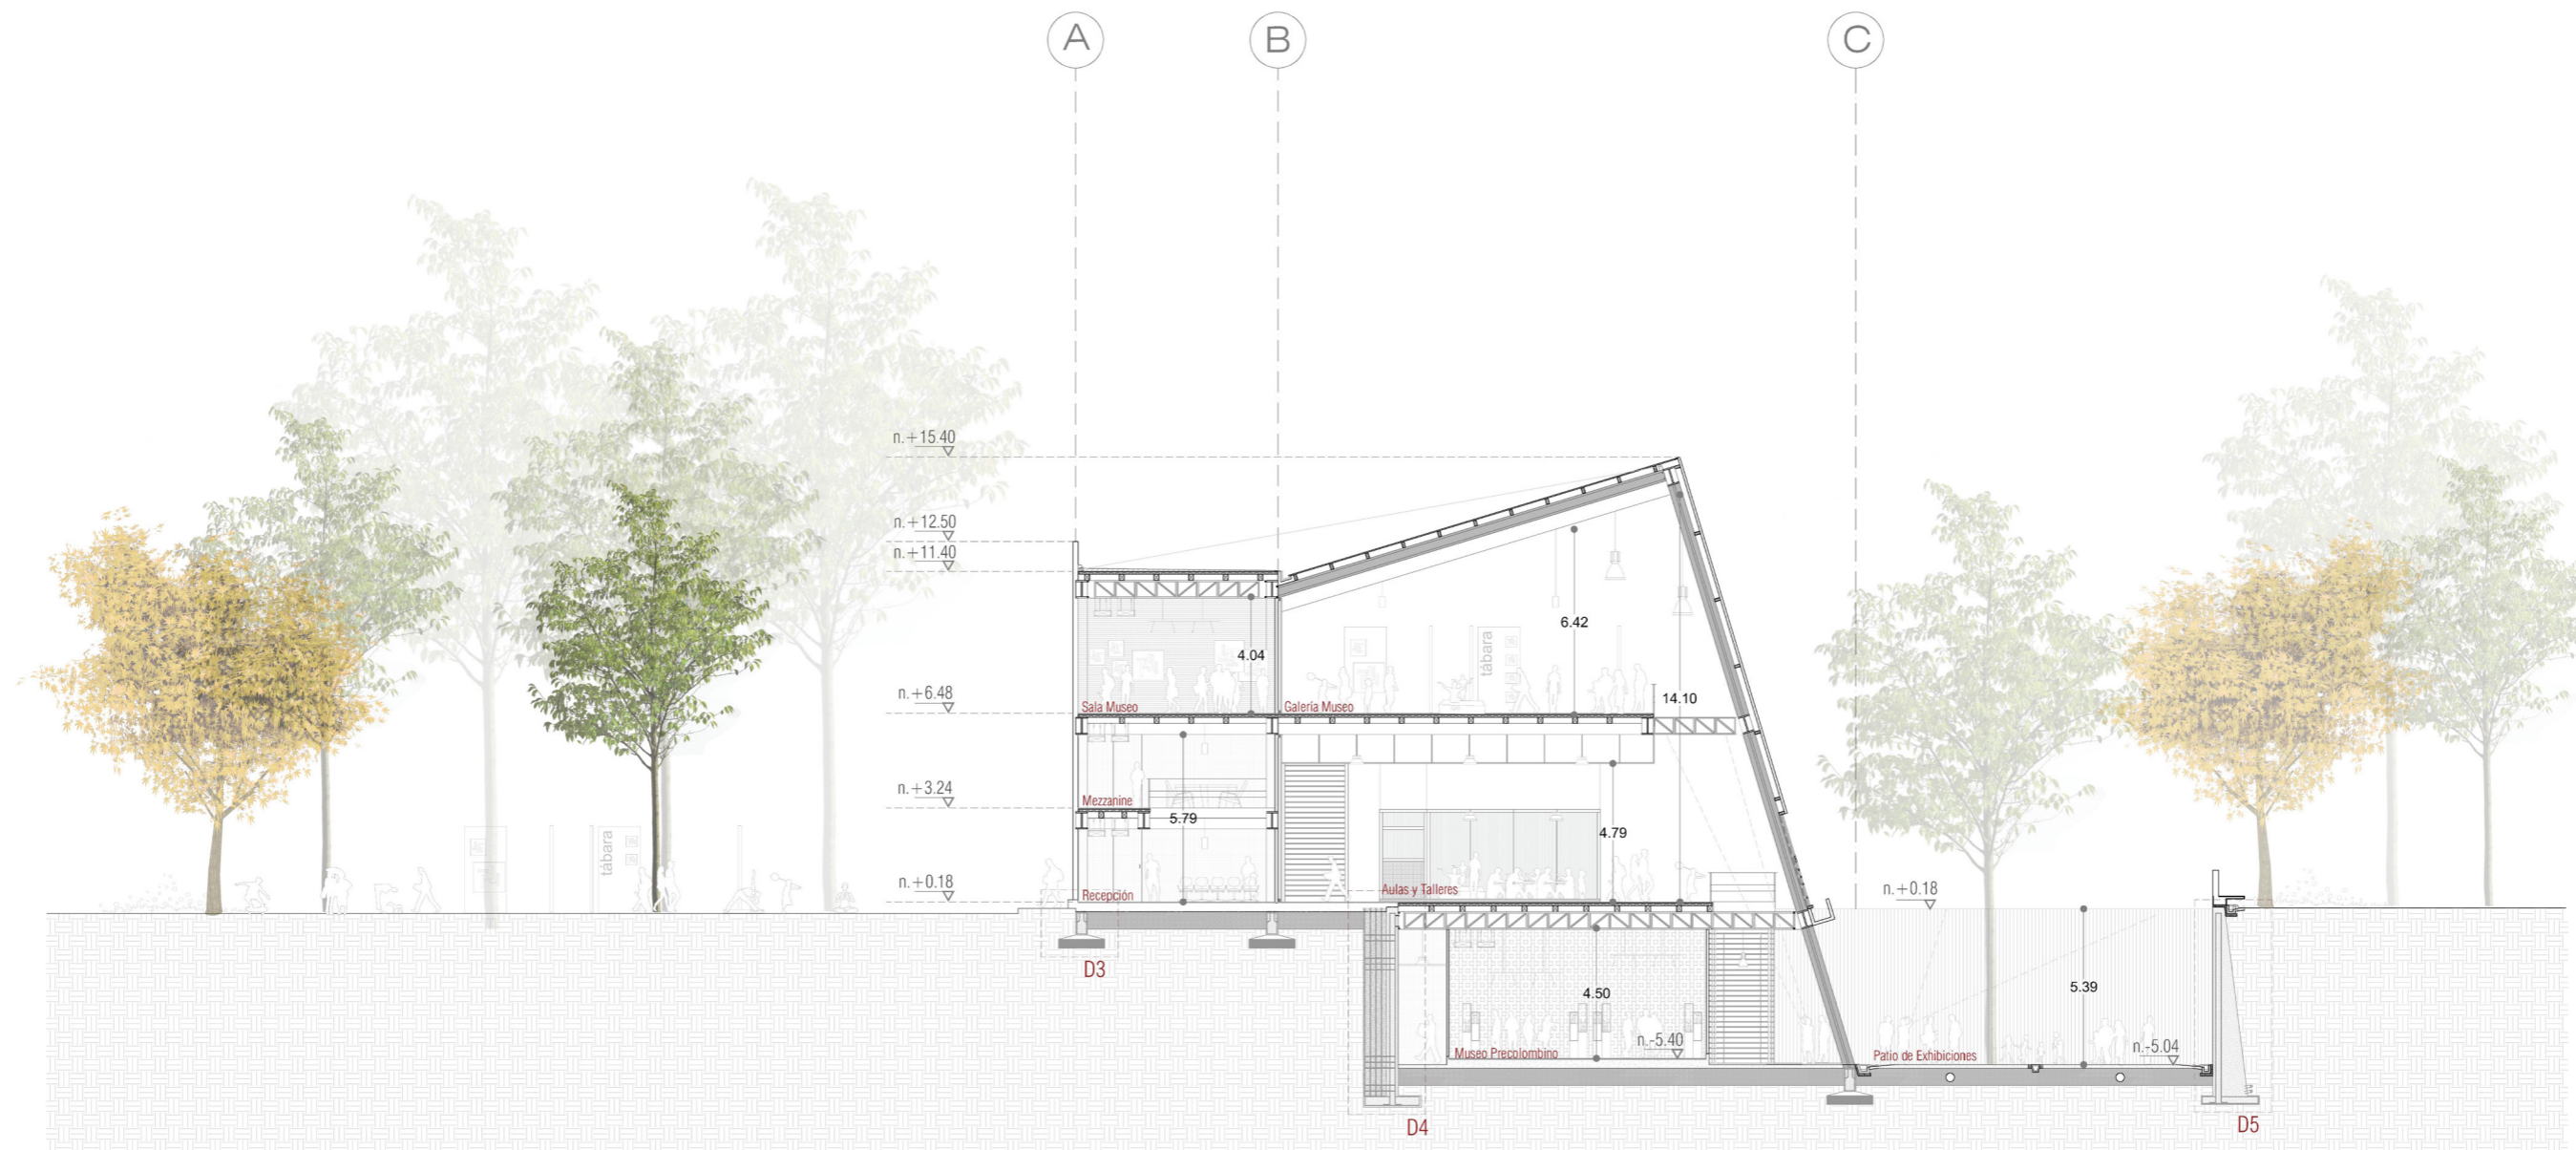 A
B
C
n.+15.40
n.+12.50
n.+11.40
6.42
tábara
4.04
n.+6.48
14.10
Sala Museo
Galería Museo
n.+3.24
Mezzanine
5.79
4.79
tábara
n.+0.18
Recepción
Aulas y Talleres
n.+0.18
D3
4.50
5.39
n.-5.40
n.-5.04
Museo Precolombino
Patio de Exhibiciones
D4
D5